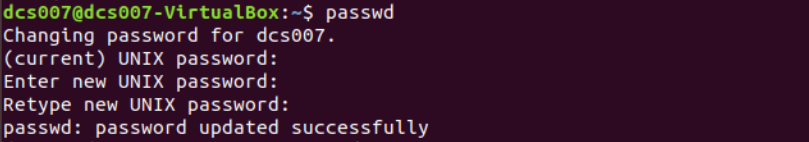 dcs007@dcs007-VirtualBox:~$ passwd
Changing password for dcs007.
(current) UNIX password:
Enter new UNIX password:
Retype new UNIX password:
passwd: password updated successfully